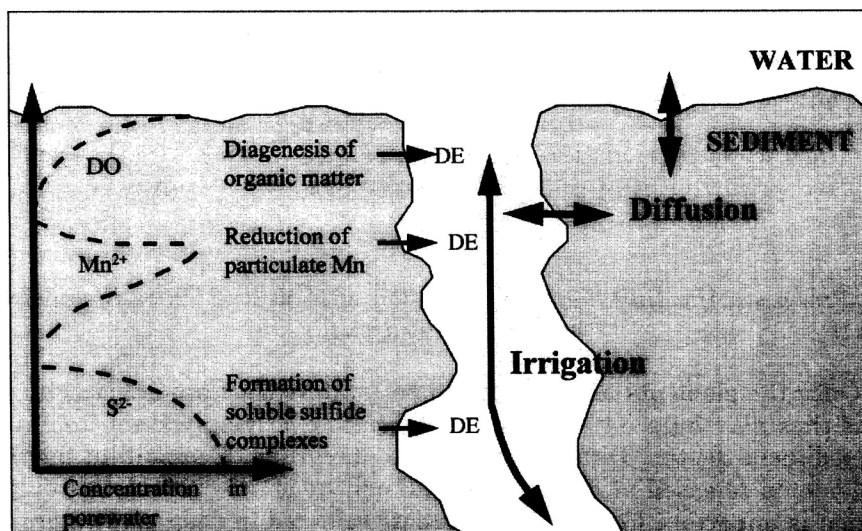 WATER
SEDIMENT
DO
Diagenesis of
organic matter
DE
Diffusion
Mn²⁺
Reduction of
particulate Mn
DE
Irrigation
S²⁻
Formation of
soluble sulfide
complexes
DE
Concentration in
porewater